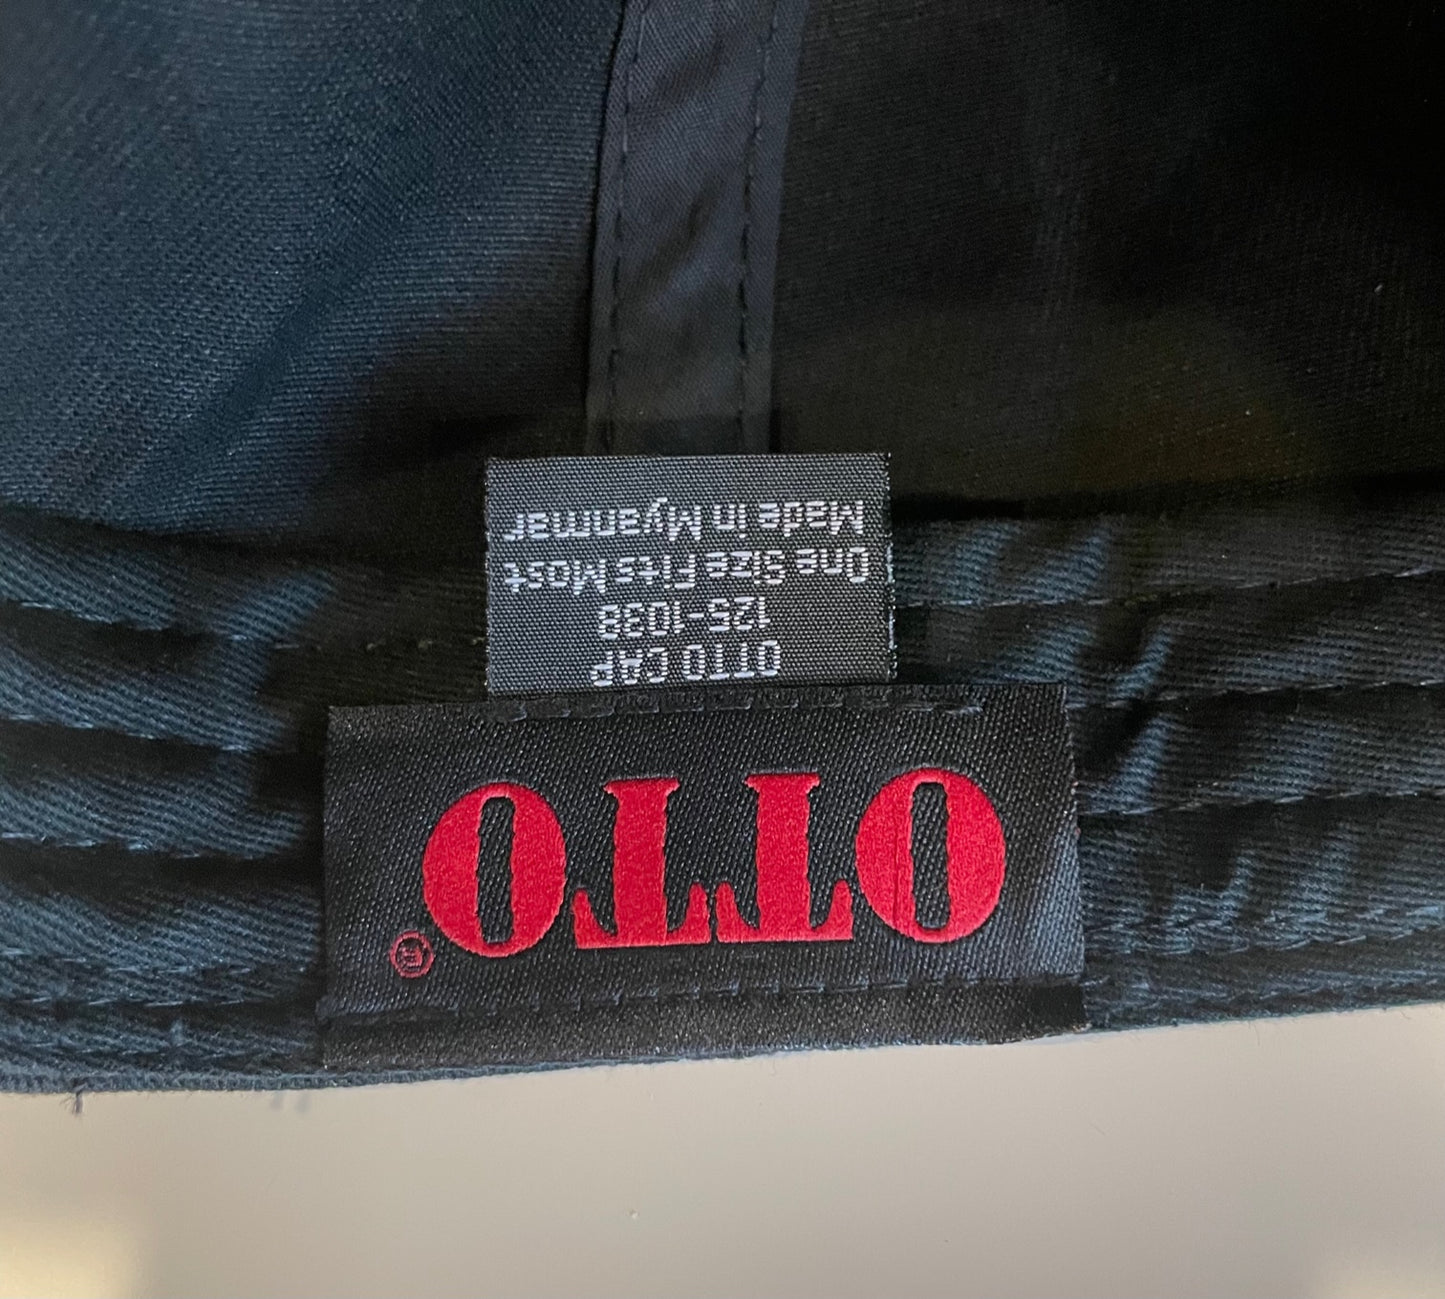 OTTO®
OTTO CAP
125-1038
One Size Fits Most
Made in Myanmar